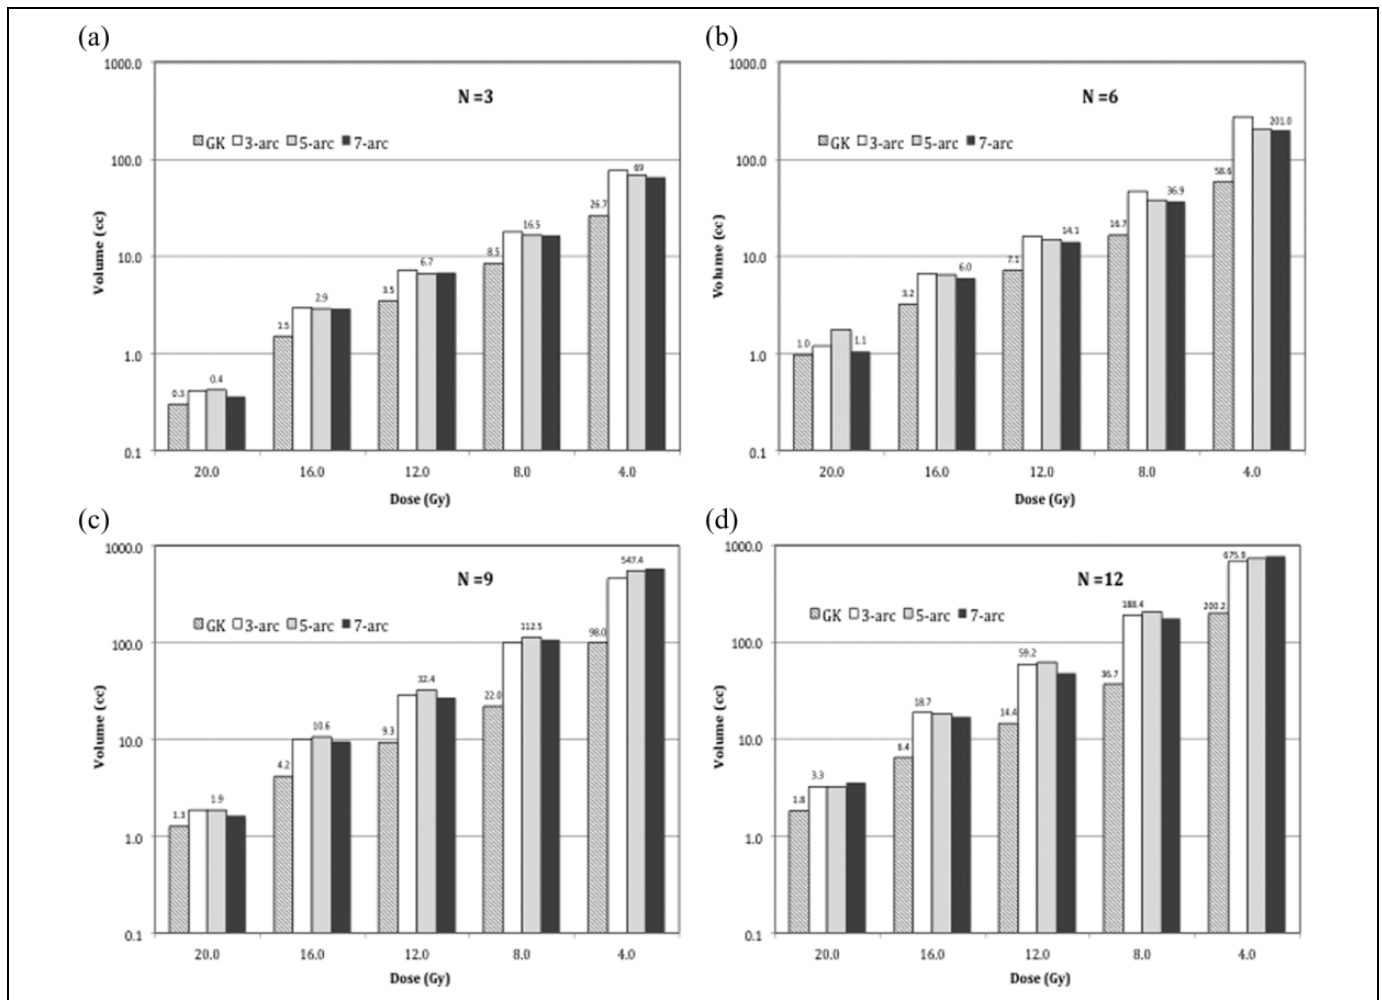 (a)
1000.0
N =3
GK 3-arc 5-arc 7-arc
100.0
69
26.7
16.5
8.5
10.0
6.7
3.5
2.9
1.5
1.0
0.4
0.3
0.1
Volume (cc)
20.0 16.0 12.0 8.0 4.0
Dose (Gy)
(b)
1000.0
N =6
GK 3-arc 5-arc 7-arc
201.0
100.0
58.6
36.9
16.7
14.1
10.0
7.1
6.0
3.2
1.0
1.0
1.1
0.1
Volume (cc)
20.0 16.0 12.0 8.0 4.0
Dose (Gy)
(c)
1000.0
547.4
N =9
GK 3-arc 5-arc 7-arc
112.5
98.0
100.0
32.4
22.0
10.6
9.3
10.0
4.2
1.9
1.3
1.0
0.1
Volume (cc)
20.0 16.0 12.0 8.0 4.0
Dose (Gy)
(d)
1000.0
675.9
N =12
GK 3-arc 5-arc 7-arc
188.4
200.2
100.0
59.2
36.7
18.7
14.4
10.0
6.4
3.3
1.8
1.0
0.1
Volume (cc)
20.0 16.0 12.0 8.0 4.0
Dose (Gy)